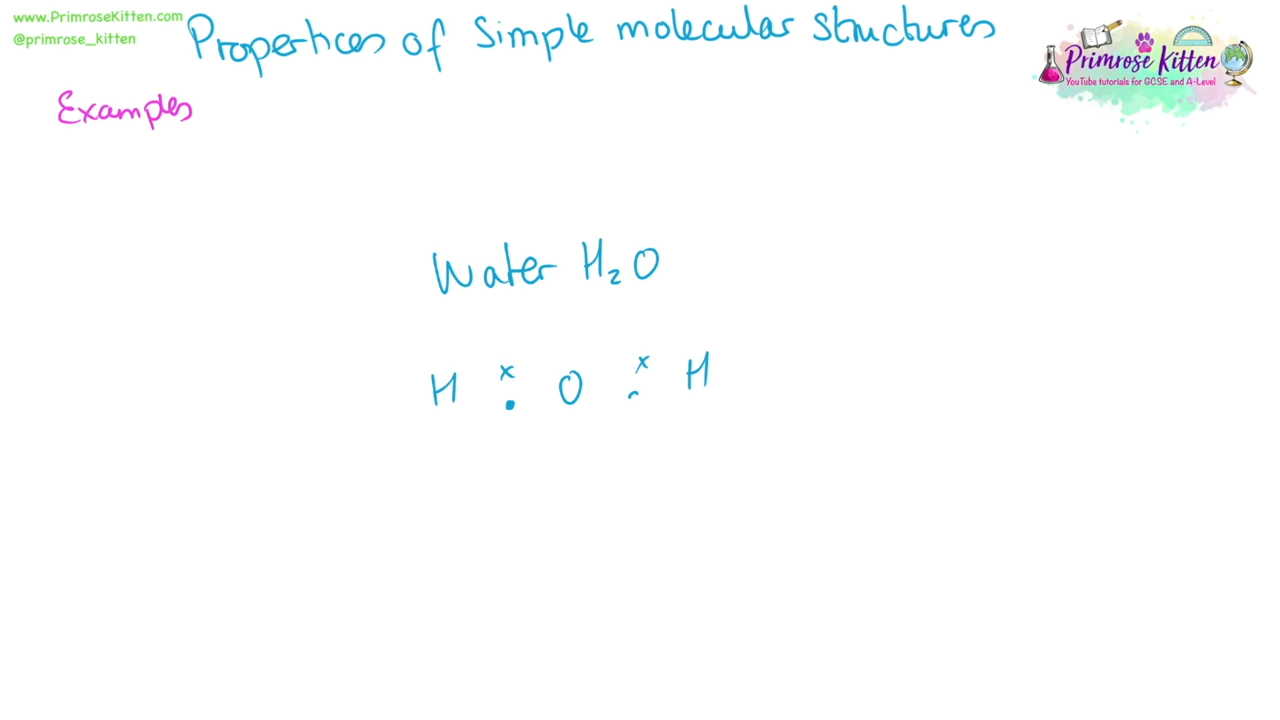 www.PrimroseKitten.com
@primrose_kitten
Properties of Simple molecular Structures
Primrose Kitten
YouTube tutorials for GCSE and A-Level
Examples
Water H₂O
H × O × H